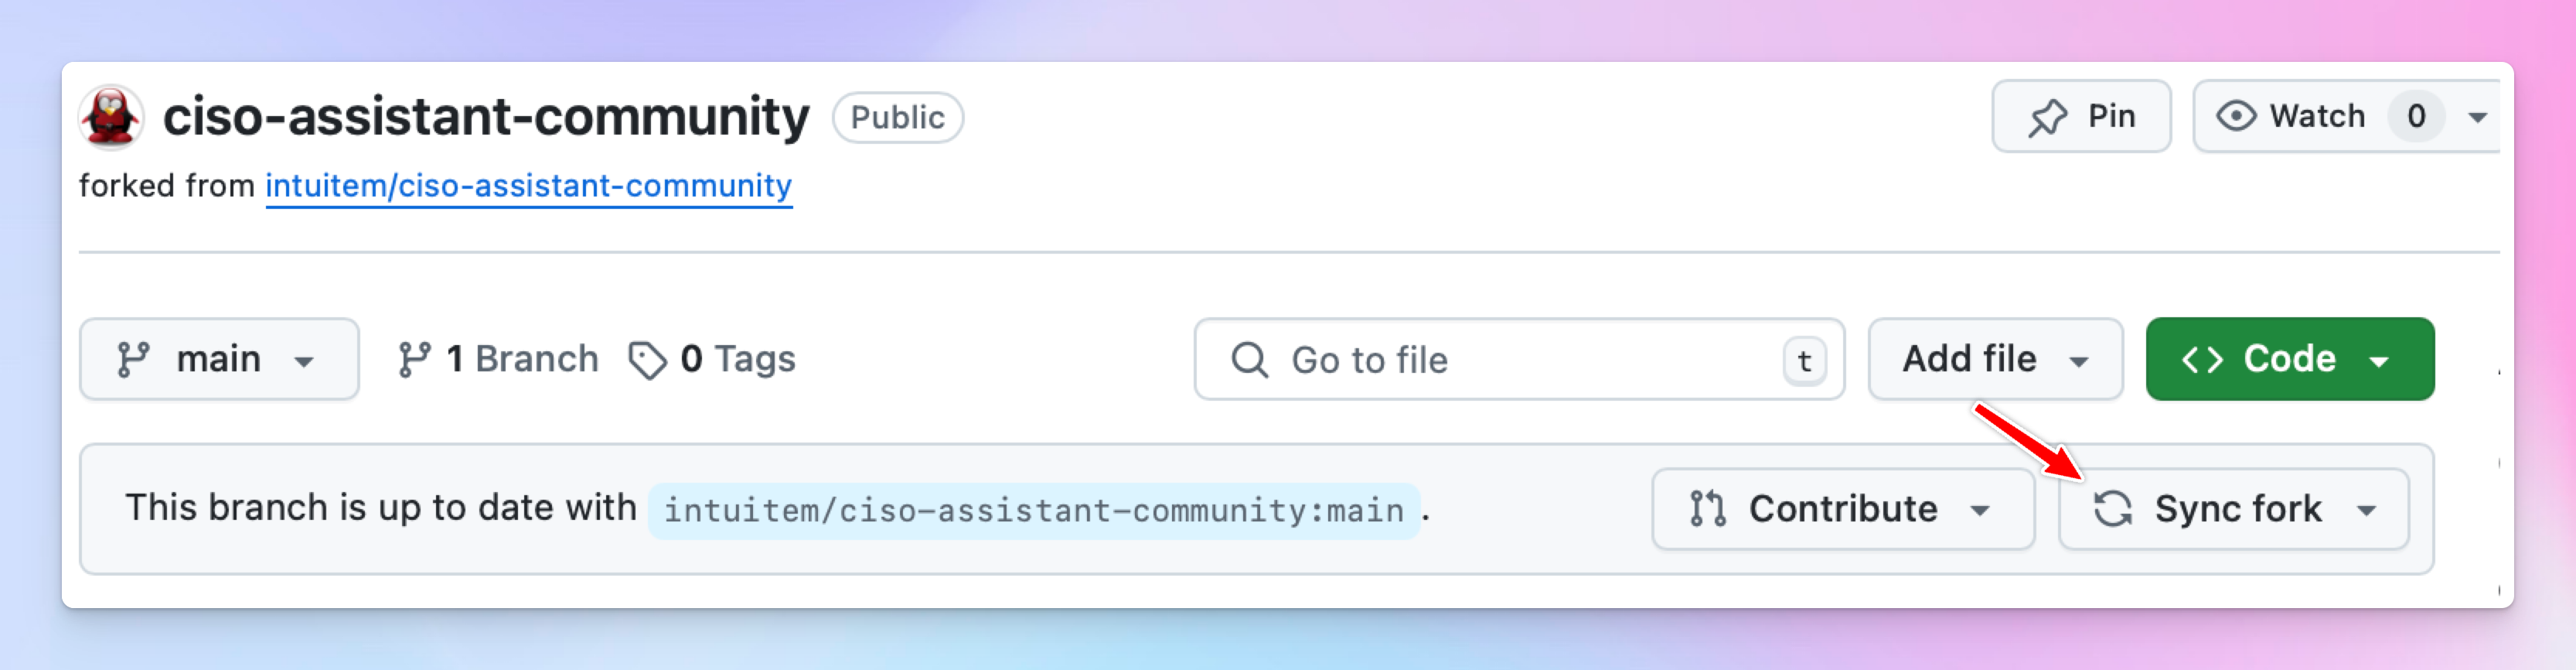 ciso-assistant-community Public Pin Watch 0
forked from intuitem/ciso-assistant-community
main 1 Branch 0 Tags Go to file t Add file Code
This branch is up to date with intuitem/ciso-assistant-community:main. Contribute Sync fork